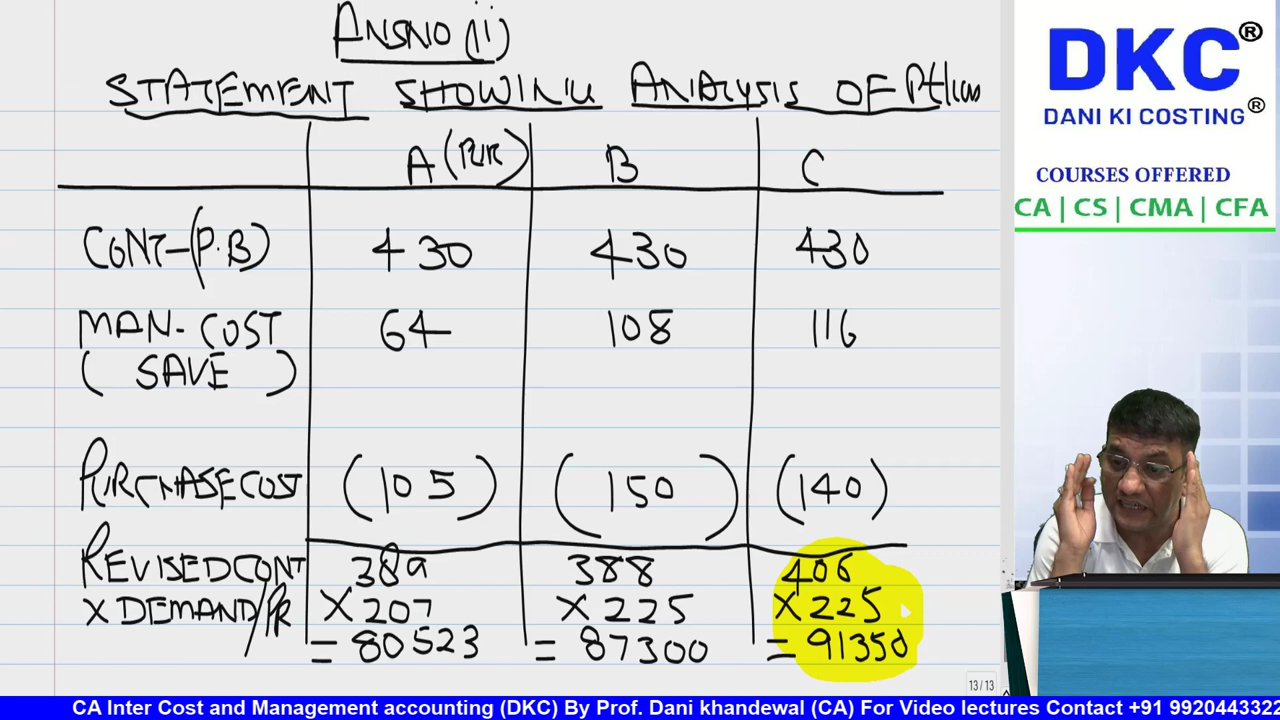 ANSNO (ii)
STATEMENT SHOWING ANALYSIS OF
A (PUR) B C
CONT-(P.B) 430 430 430
MAN-COST 64 108 116
(SAVE)
PURCHASE COST (105) (150) (140)
REVISED CONT 389 388 406
X DEMAND/PR X 207 X 225 X 225
= 80523 = 87300 = 91350
13/13
DKC®
DANI KI COSTING®
COURSES OFFERED
CA | CS | CMA | CFA
CA Inter Cost and Management accounting (DKC) By Prof. Dani khandewal (CA) For Video lectures Contact +91 9920443322